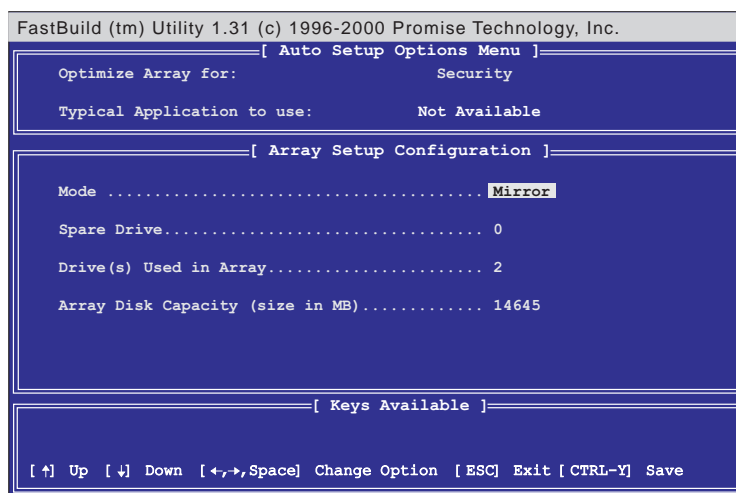 FastBuild (tm) Utility 1.31 (c) 1996-2000 Promise Technology, Inc.
[ Auto Setup Options Menu ]
Optimize Array for: Security
Typical Application to use: Not Available
[ Array Setup Configuration ]
Mode ........................................ Mirror
Spare Drive.................................. 0
Drive(s) Used in Array....................... 2
Array Disk Capacity (size in MB)............. 14645
[ Keys Available ]
[↑] Up [↓] Down [←,→,Space] Change Option [ESC] Exit [CTRL-Y] Save